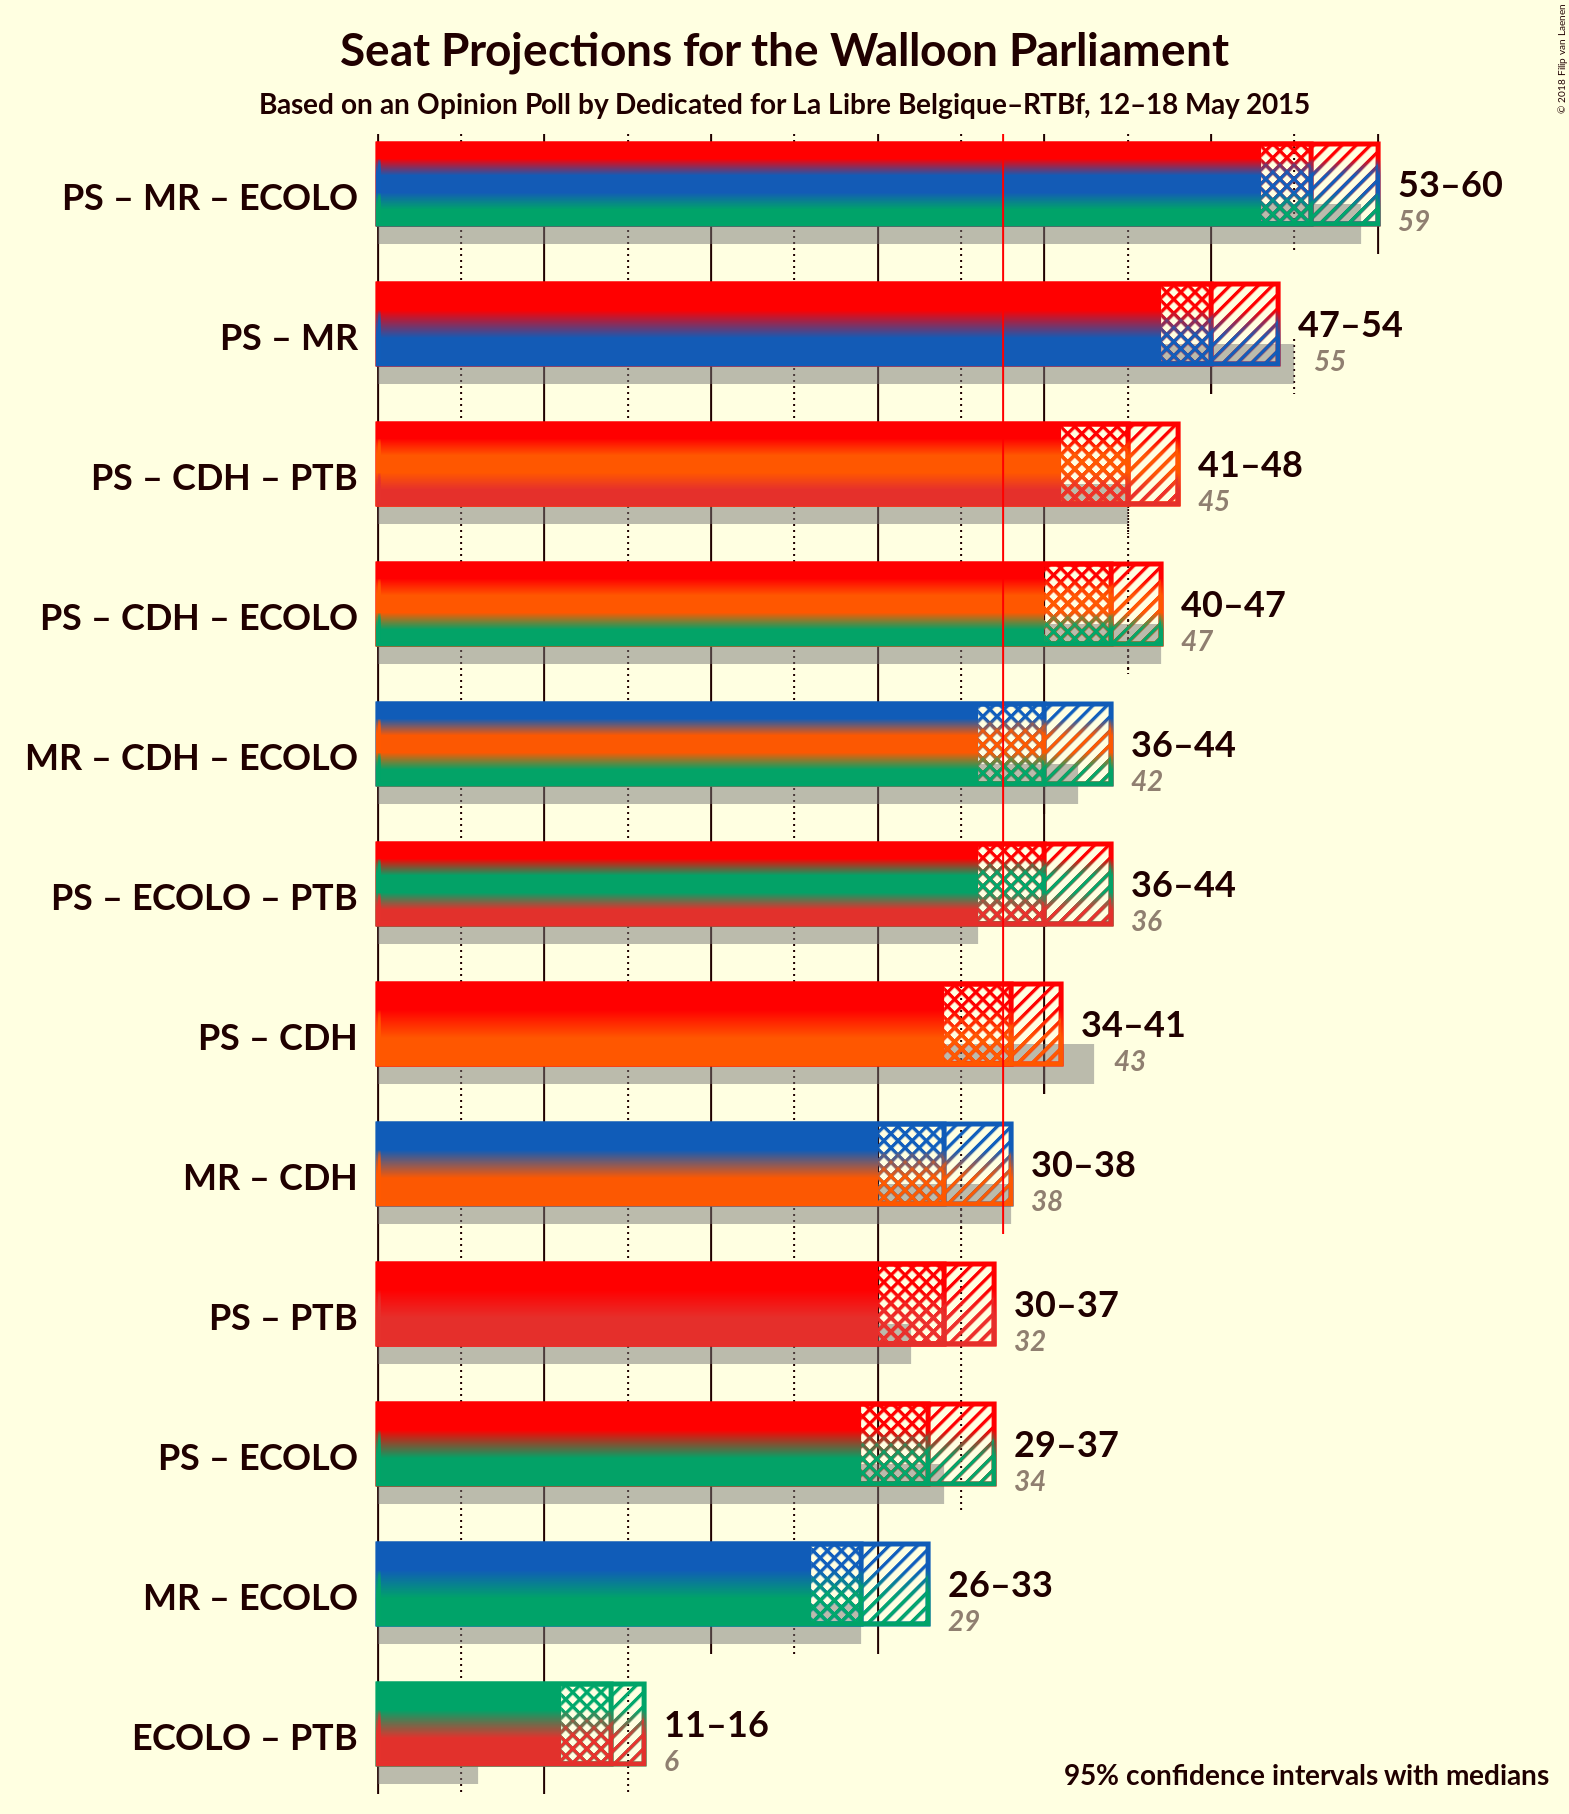 Seat Projections for the Walloon Parliament
Based on an Opinion Poll by Dedicated for La Libre Belgique–RTBf, 12–18 May 2015
© 2018 Filip van Laenen
PS – MR – ECOLO
53–60
59
PS – MR
47–54
55
PS – CDH – PTB
41–48
45
PS – CDH – ECOLO
40–47
47
MR – CDH – ECOLO
36–44
42
PS – ECOLO – PTB
36–44
36
PS – CDH
34–41
43
MR – CDH
30–38
38
PS – PTB
30–37
32
PS – ECOLO
29–37
34
MR – ECOLO
26–33
29
ECOLO – PTB
11–16
6
95% confidence intervals with medians